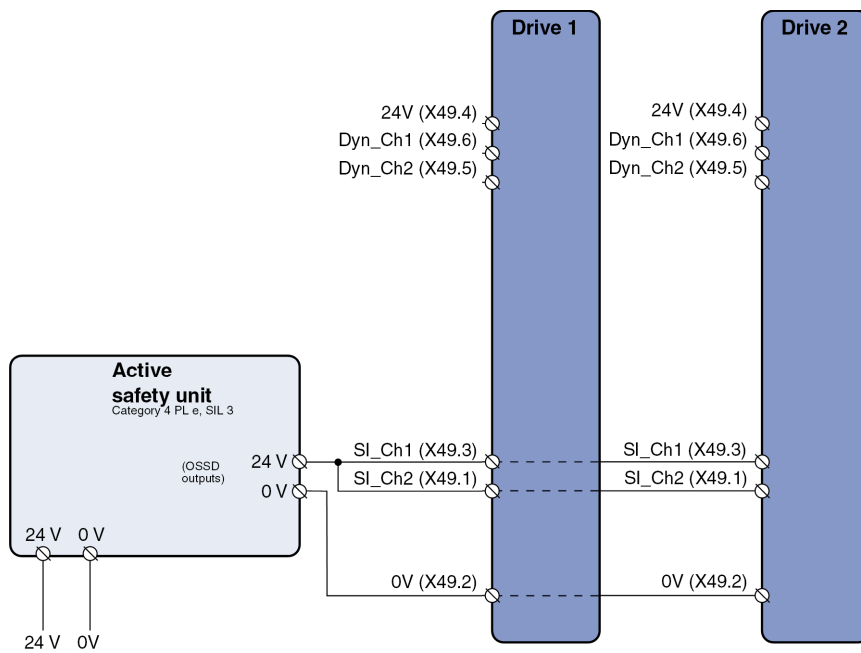 Drive 1
Drive 2
24V (X49.4)
24V (X49.4)
Dyn_Ch1 (X49.6)
Dyn_Ch1 (X49.6)
Dyn_Ch2 (X49.5)
Dyn_Ch2 (X49.5)
Active
safety unit
Category 4 PL e, SIL 3
(OSSD
outputs)
24 V
0 V
SI_Ch1 (X49.3)
SI_Ch1 (X49.3)
SI_Ch2 (X49.1)
SI_Ch2 (X49.1)
24 V
0 V
0V (X49.2)
0V (X49.2)
24 V
0V